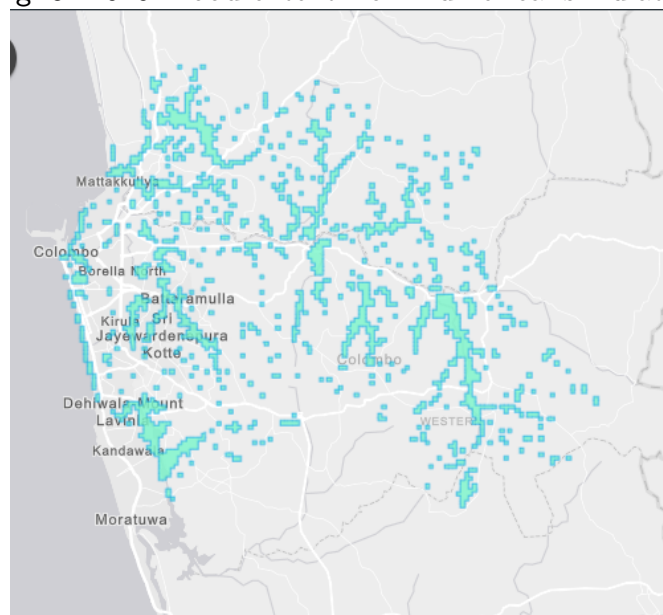 Mattakkuliya
Colombo
Borella North
Battaramulla
Kirula
Sri
Jayewardenepura
Kotte
Colombo
Dehiwala-Mount
Lavinia
WESTERN
Kandawala
Moratuwa